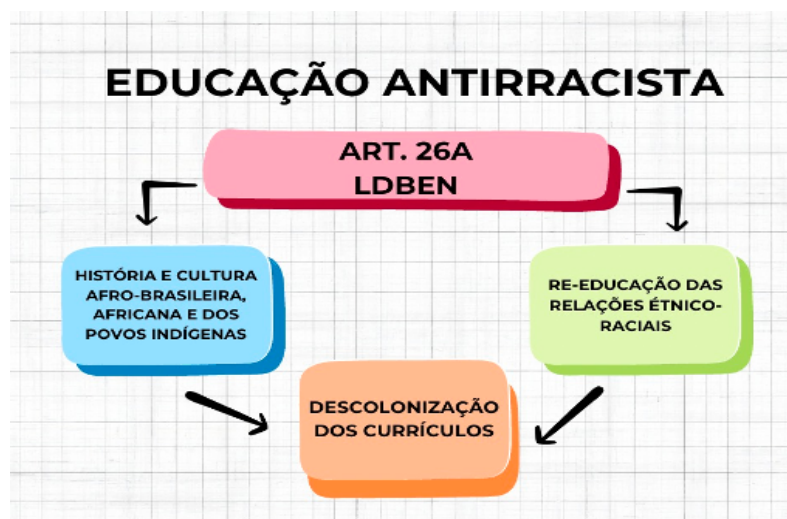 EDUCAÇÃO ANTIRRACISTA
ART. 26A
LDBEN
HISTÓRIA E CULTURA
AFRO-BRASILEIRA,
AFRICANA E DOS
POVOS INDÍGENAS
RE-EDUCAÇÃO DAS
RELAÇÕES ÉTNICO-
RACIAIS
DESCOLONIZAÇÃO
DOS CURRÍCULOS